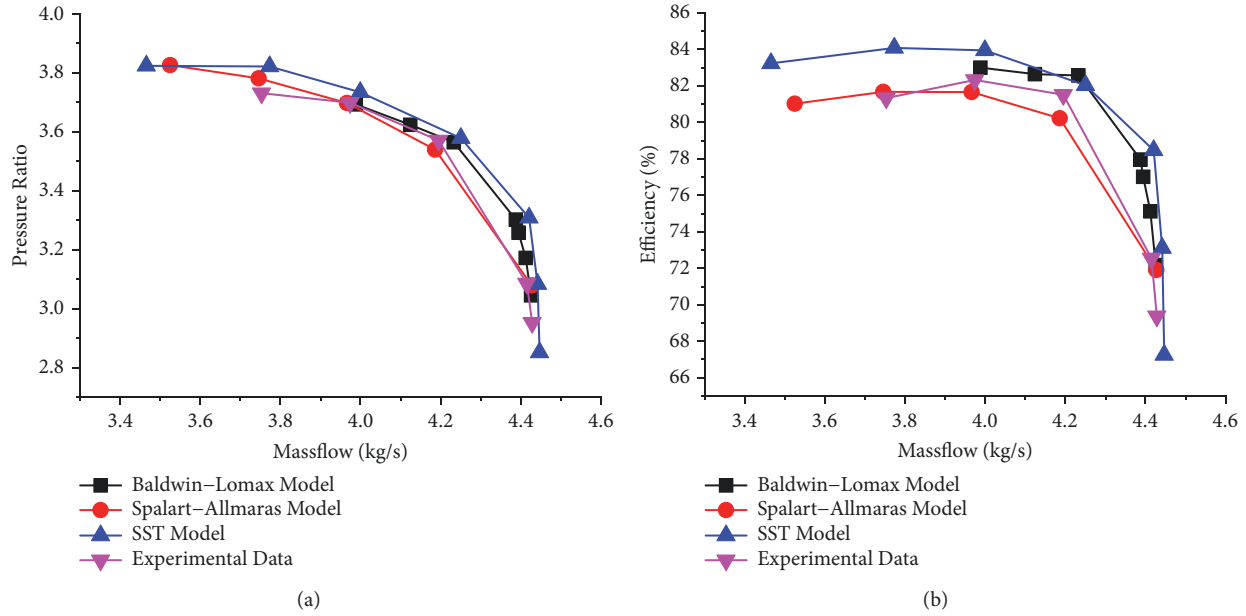 4.0
3.8
3.6
3.4
3.2
3.0
2.8
Pressure Ratio
3.4 3.6 3.8 4.0 4.2 4.4 4.6
Massflow (kg/s)
Baldwin−Lomax Model
Spalart−Allmaras Model
SST Model
Experimental Data
(a)
86
84
82
80
78
76
74
72
70
68
66
Efficiency (%)
3.4 3.6 3.8 4.0 4.2 4.4 4.6
Massflow (kg/s)
Baldwin−Lomax Model
Spalart−Allmaras Model
SST Model
Experimental Data
(b)